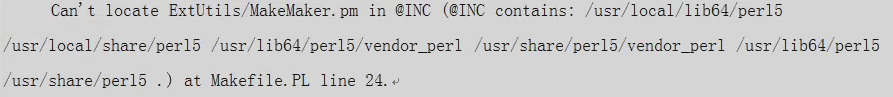 Can't locate ExtUtils/MakeMaker.pm in @INC (@INC contains: /usr/local/lib64/perl5
/usr/local/share/perl5 /usr/lib64/perl5/vendor_perl /usr/share/perl5/vendor_perl /usr/lib64/perl5
/usr/share/perl5 .) at Makefile.PL line 24.↵